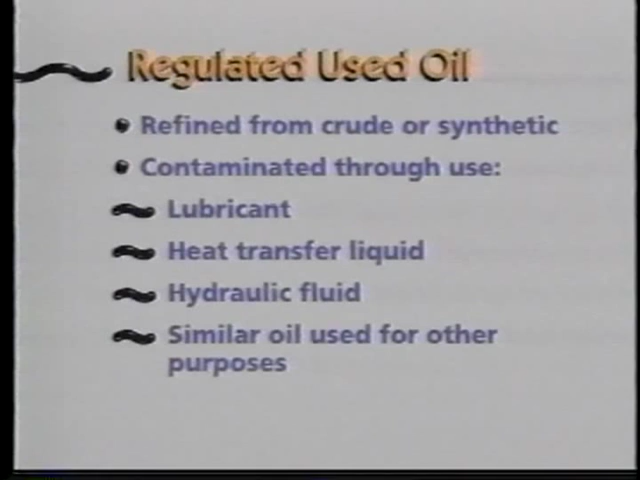 Regulated Used Oil
Refined from crude or synthetic
Contaminated through use:
Lubricant
Heat transfer liquid
Hydraulic fluid
Similar oil used for other
purposes